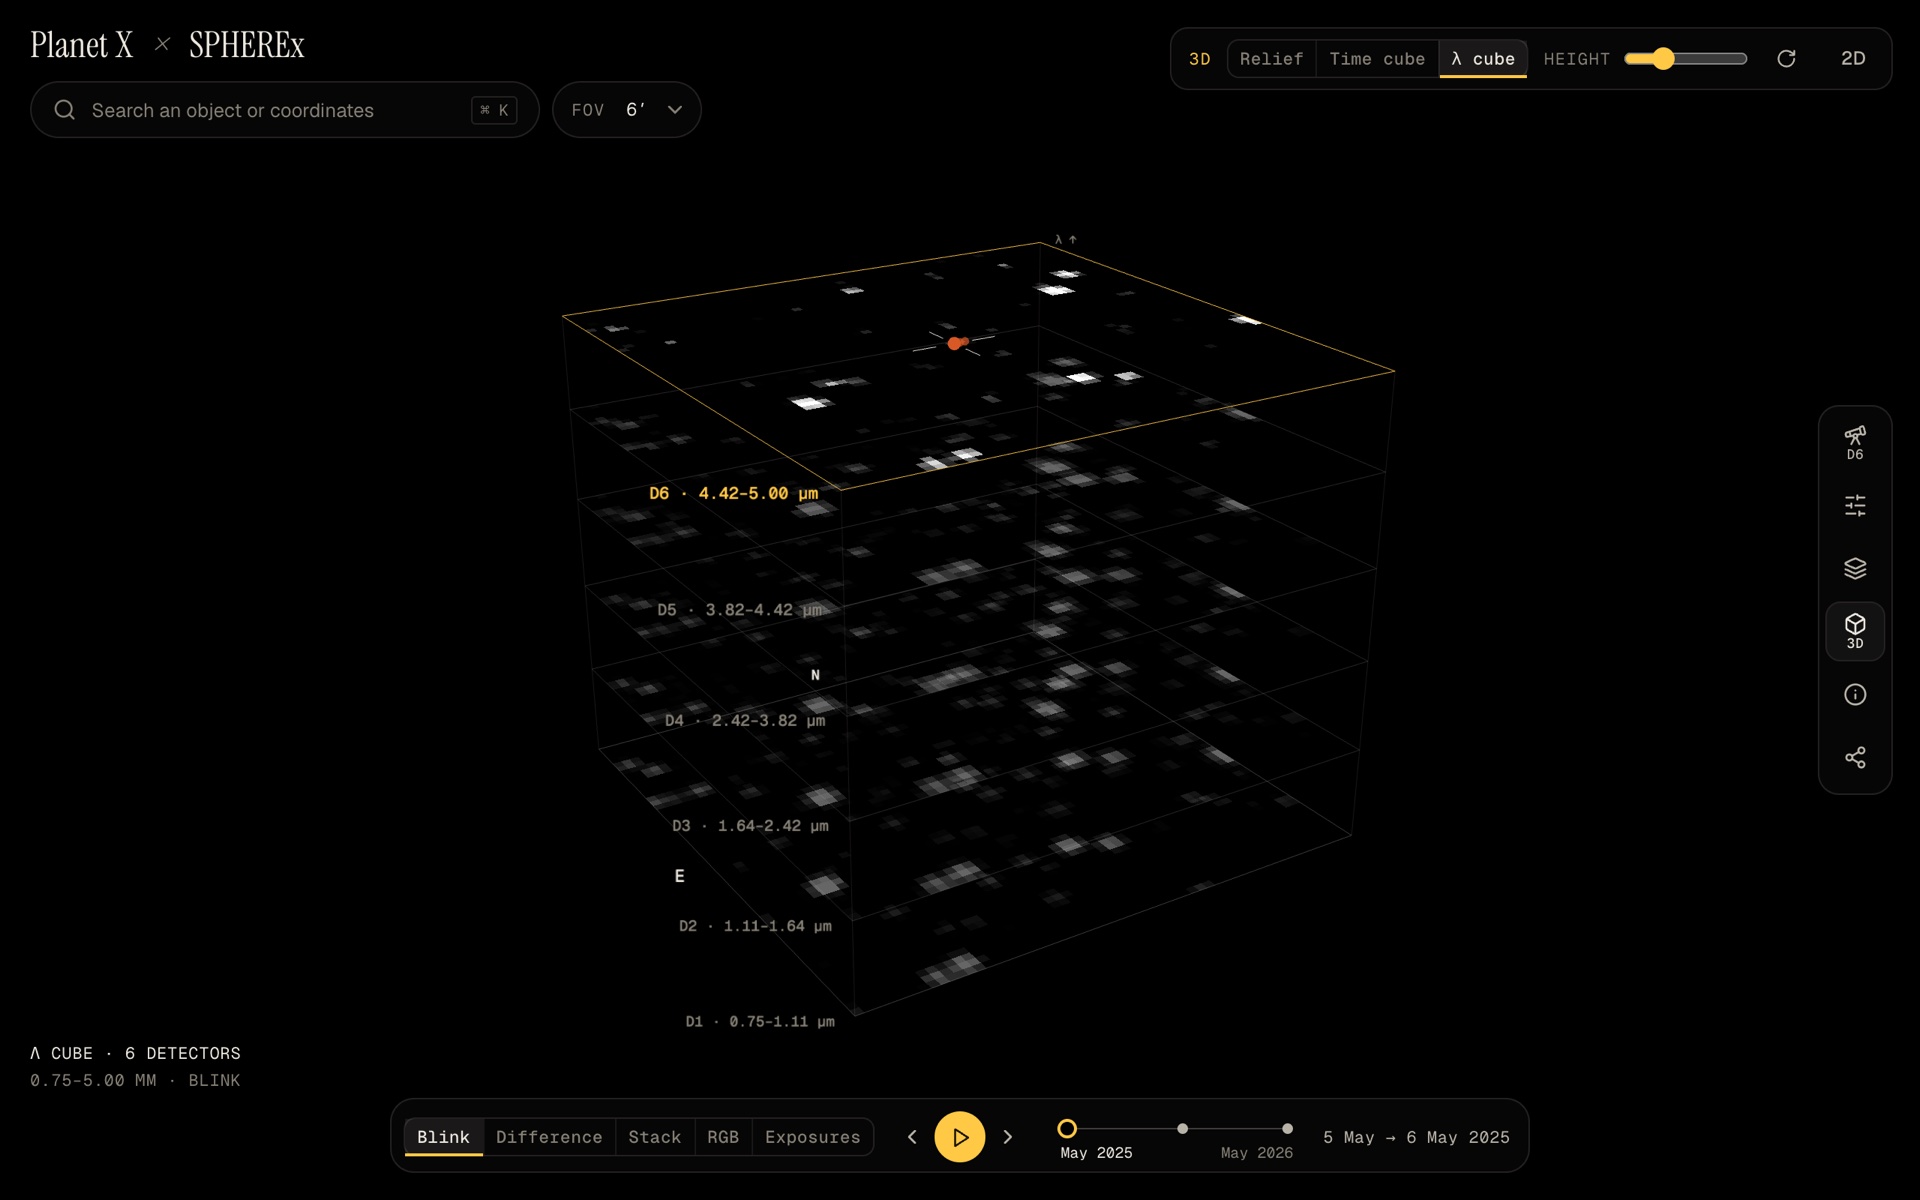 Planet X × SPHEREx
Search an object or coordinates ⌘ K
FOV 6′
3D Relief Time cube λ cube HEIGHT 2D
λ ↑
D6 · 4.42–5.00 µm
D5 · 3.82–4.42 µm
N
D4 · 2.42–3.82 µm
D3 · 1.64–2.42 µm
E
D2 · 1.11–1.64 µm
D1 · 0.75–1.11 µm
D6
3D
Λ CUBE · 6 DETECTORS
0.75–5.00 ΜM · BLINK
Blink Difference Stack RGB Exposures
May 2025 May 2026
5 May → 6 May 2025